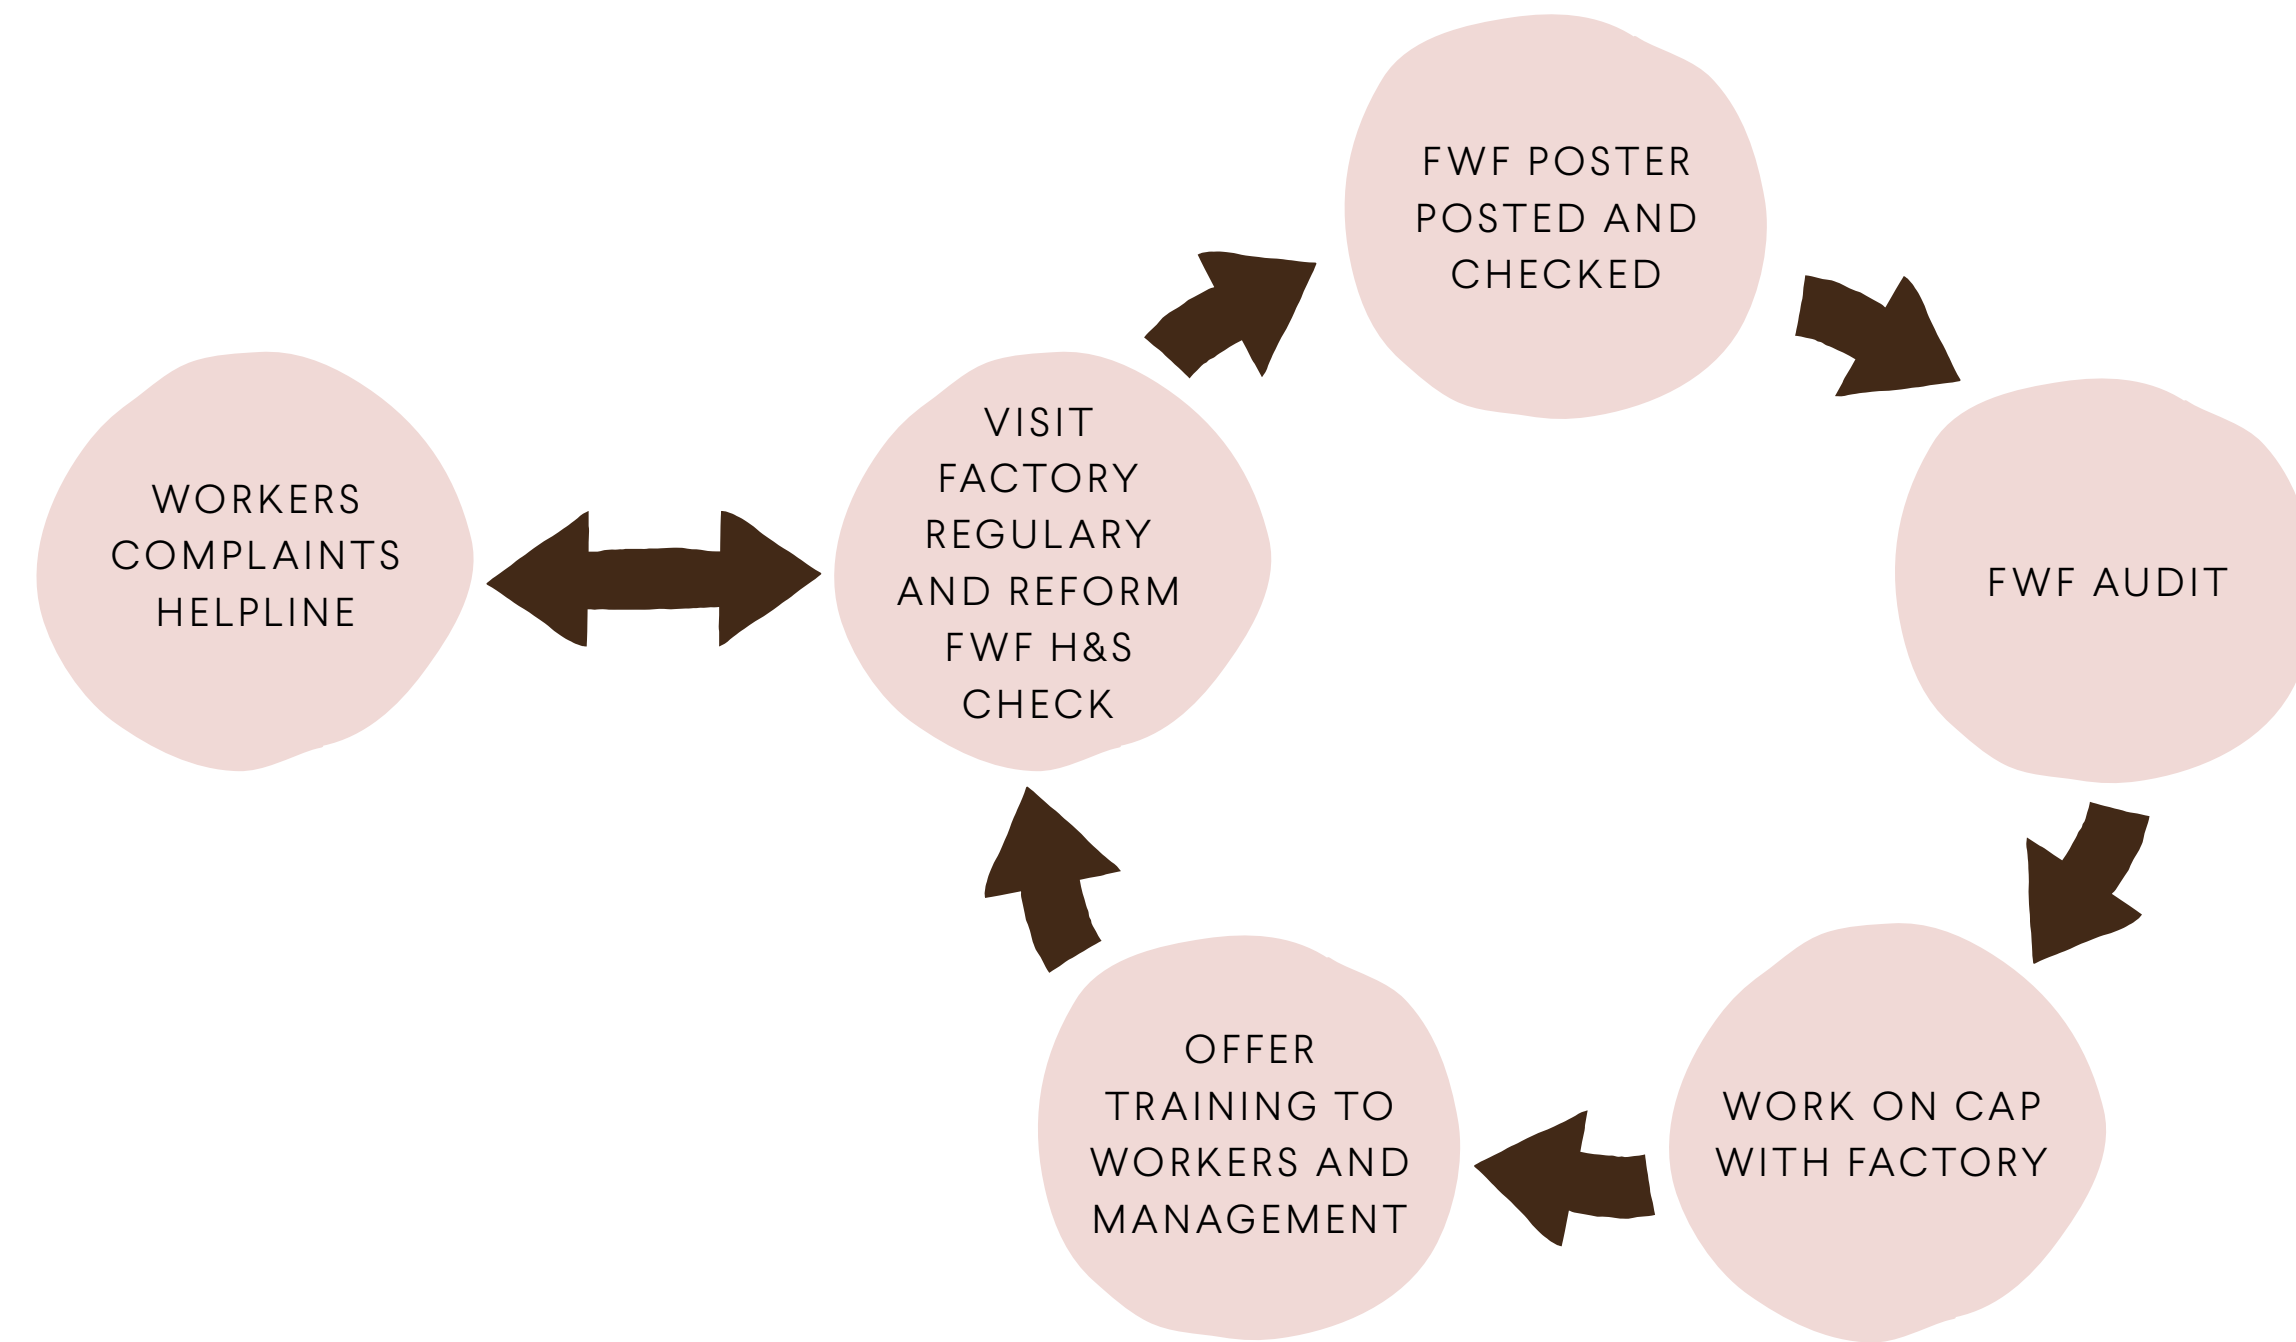 WORKERS
COMPLAINTS
HELPLINE
VISIT
FACTORY
REGULARY
AND REFORM
FWF H&S
CHECK
FWF POSTER
POSTED AND
CHECKED
FWF AUDIT
WORK ON CAP
WITH FACTORY
OFFER
TRAINING TO
WORKERS AND
MANAGEMENT